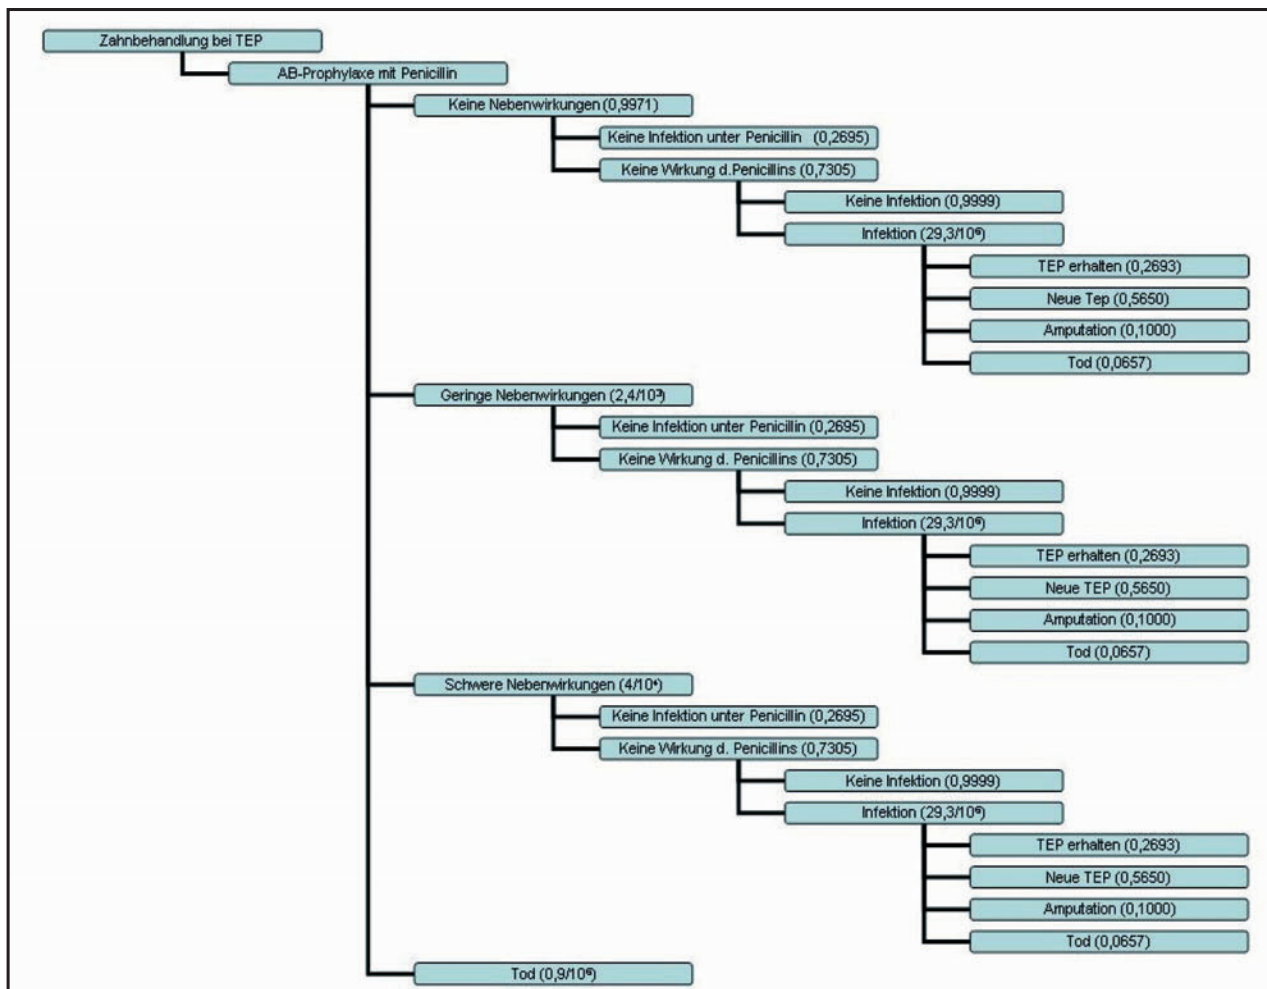 Zahnbehandlung bei TEP
AB-Prophylaxe mit Penicillin
Keine Nebenwirkungen (0,9971)
Keine Infektion unter Penicillin (0,2695)
Keine Wirkung d.Penicillins (0,7305)
Keine Infektion (0,9999)
Infektion (29,3/10⁶)
TEP erhalten (0,2693)
Neue Tep (0,5650)
Amputation (0,1000)
Tod (0,0657)
Geringe Nebenwirkungen (2,4/10³)
Keine Infektion unter Penicillin (0,2695)
Keine Wirkung d. Penicillins (0,7305)
Keine Infektion (0,9999)
Infektion (29,3/10⁶)
TEP erhalten (0,2693)
Neue TEP (0,5650)
Amputation (0,1000)
Tod (0,0657)
Schwere Nebenwirkungen (4/10⁴)
Keine Infektion unter Penicillin (0,2695)
Keine Wirkung d. Penicillins (0,7305)
Keine Infektion (0,9999)
Infektion (29,3/10⁶)
TEP erhalten (0,2693)
Neue TEP (0,5650)
Amputation (0,1000)
Tod (0,0657)
Tod (0,9/10⁶)